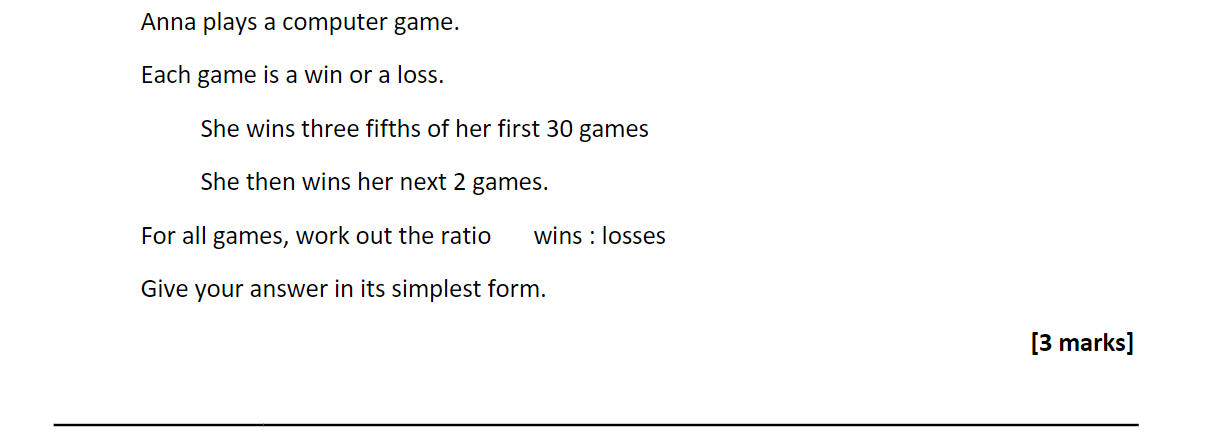 Anna plays a computer game.
Each game is a win or a loss.
She wins three fifths of her first 30 games
She then wins her next 2 games.
For all games, work out the ratio wins : losses
Give your answer in its simplest form.
[3 marks]